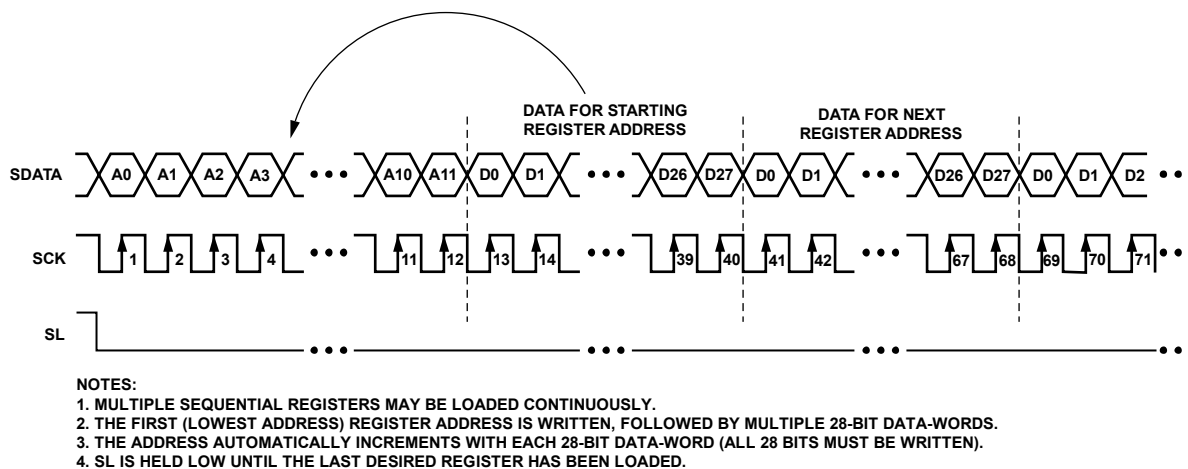 DATA FOR STARTING
REGISTER ADDRESS
DATA FOR NEXT
REGISTER ADDRESS
SDATA A0 A1 A2 A3 A10 A11 D0 D1 D26 D27 D0 D1 D26 D27 D0 D1 D2
SCK 1 2 3 4 11 12 13 14 39 40 41 42 67 68 69 70 71
SL
NOTES:
1. MULTIPLE SEQUENTIAL REGISTERS MAY BE LOADED CONTINUOUSLY.
2. THE FIRST (LOWEST ADDRESS) REGISTER ADDRESS IS WRITTEN, FOLLOWED BY MULTIPLE 28-BIT DATA-WORDS.
3. THE ADDRESS AUTOMATICALLY INCREMENTS WITH EACH 28-BIT DATA-WORD (ALL 28 BITS MUST BE WRITTEN).
4. SL IS HELD LOW UNTIL THE LAST DESIRED REGISTER HAS BEEN LOADED.